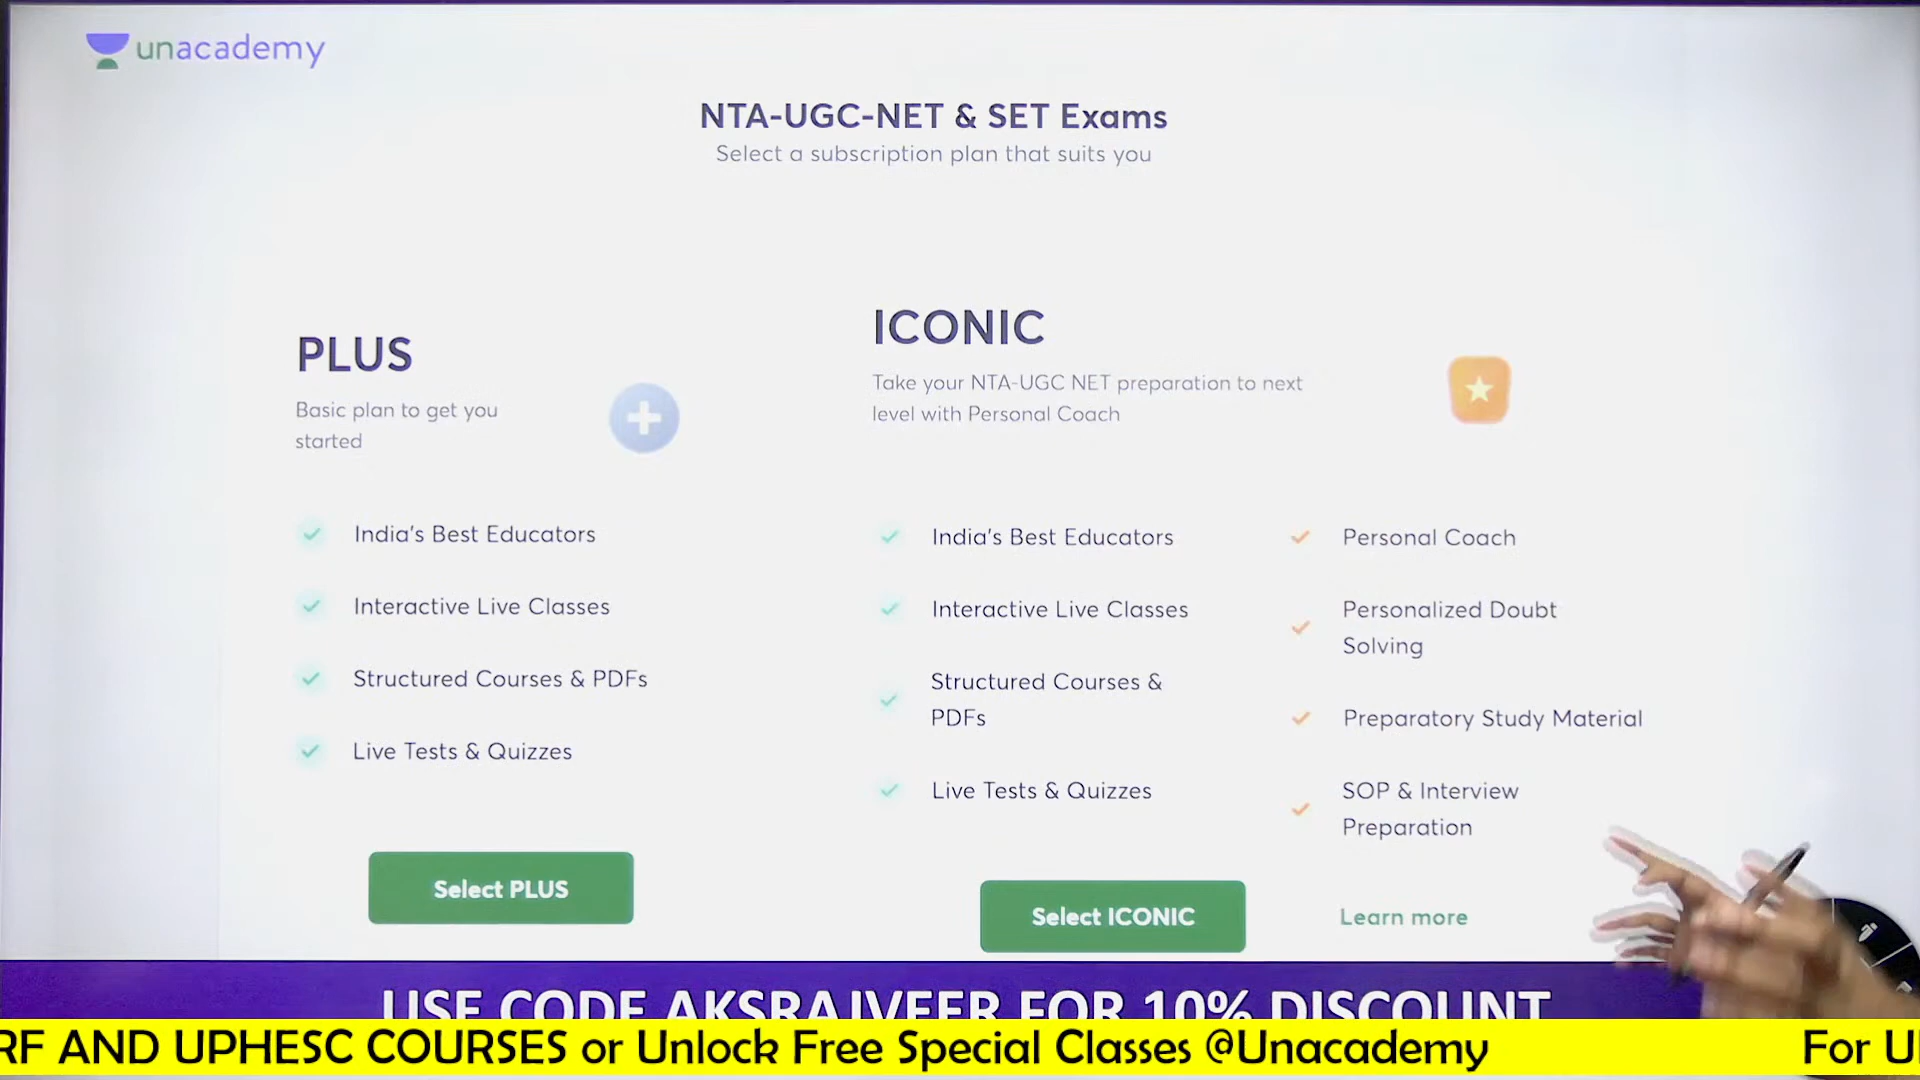 unacademy
NTA-UGC-NET & SET Exams
Select a subscription plan that suits you
PLUS
Basic plan to get you
started
India's Best Educators
Interactive Live Classes
Structured Courses & PDFs
Live Tests & Quizzes
Select PLUS
ICONIC
Take your NTA-UGC NET preparation to next
level with Personal Coach
India's Best Educators
Interactive Live Classes
Structured Courses &
PDFs
Live Tests & Quizzes
Personal Coach
Personalized Doubt
Solving
Preparatory Study Material
SOP & Interview
Preparation
Select ICONIC
Learn more
USE CODE AKSRAJVEER FOR 10% DISCOUNT
RF AND UPHESC COURSES or Unlock Free Special Classes @Unacademy
For U